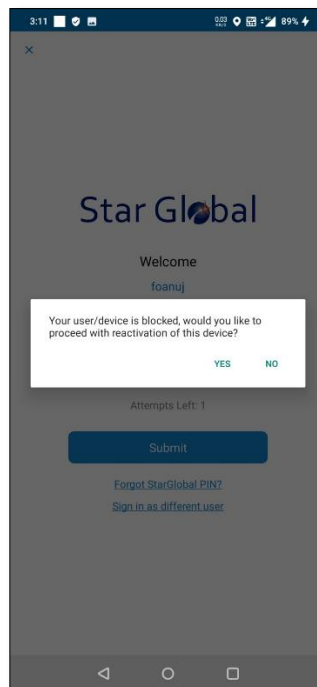 3:11
89%
Star Global
Welcome
foanuj
Your user/device is blocked, would you like to
proceed with reactivation of this device?
YES NO
Attempts Left: 1
Submit
Forgot StarGlobal PIN?
Sign in as different user